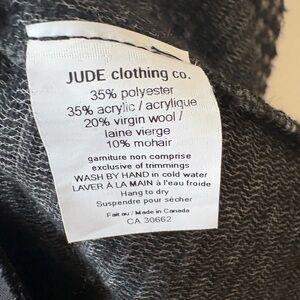 JUDE clothing co.
35% polyester
35% acrylic / acrylique
20% virgin wool /
laine vierge
10% mohair
garniture non comprise
exclusive of trimmings
WASH BY HAND in cold water
LAVER À LA MAIN à l'eau froide
Hang to dry
Suspendre pour sécher
Fait au / Made in Canada
CA 30662